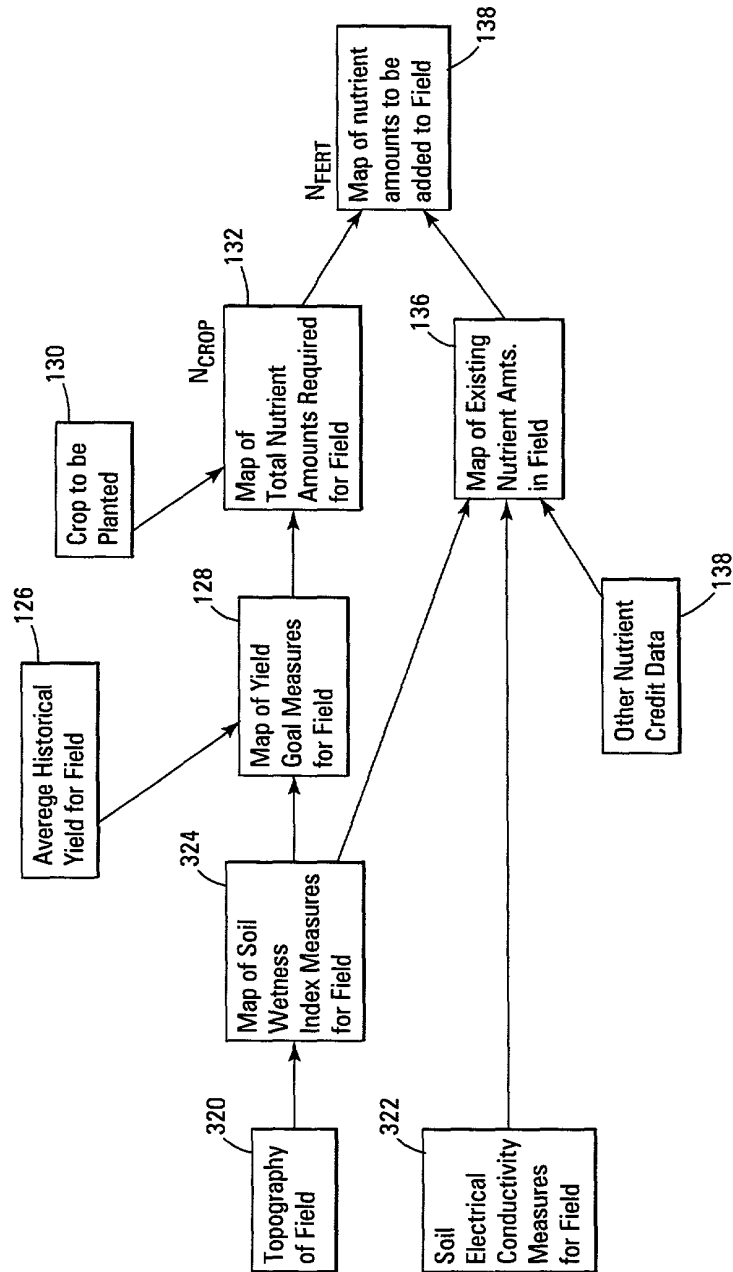 126
Averege Historical
Yield for Field
130
Crop to be
Planted
320
Topography
of Field
324
Map of Soil
Wetness
Index Measures
for Field
128
Map of Yield
Goal Measures
for Field
132
NCROP
Map of
Total Nutrient
Amounts Required
for Field
NFERT
Map of nutrient
amounts to be
added to Field
138
322
Soil
Electrical
Conductivity
Measures
for Field
136
Map of Existing
Nutrient Amts.
in Field
Other Nutrient
Credit Data
138